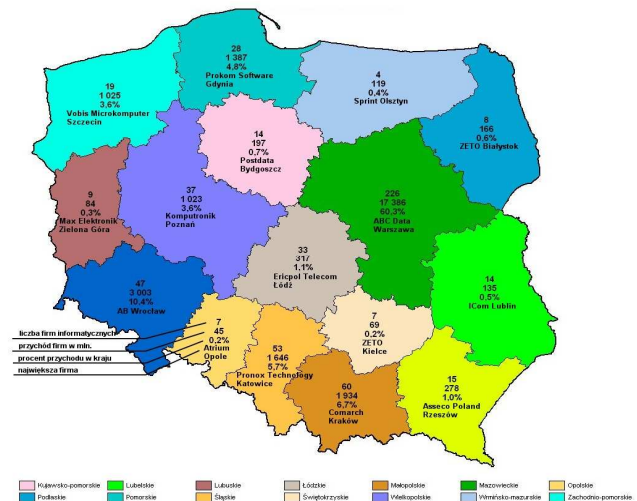 28
1 387
4,8%
Prokom Software
Gdynia
19
1 025
3,6%
Vobis Microkomputer
Szczecin
4
119
0,4%
Sprint Olsztyn
8
166
0,6%
ZETO Białystok
14
197
0,7%
Postdata
Bydgoszcz
9
84
0,3%
Max Elektronik
Zielona Góra
37
1 023
3,6%
Komputronik
Poznań
226
17 386
60,3%
ABC Data
Warszawa
33
317
1,1%
Ericpol Telecom
Łódź
14
135
0,5%
ICom Lublin
47
3 003
10,4%
AB Wrocław
7
45
0,2%
Atrium
Opole
liczba firm informatycznych
przychód firm w mln.
procent przychodu w kraju
największa firma
53
1 646
5,7%
Pronox Technology
Katowice
7
69
0,2%
ZETO
Kielce
60
1 934
6,7%
Comarch
Kraków
15
278
1,0%
Asseco Poland
Rzeszów
Kujawsko-pomorskie Lubelskie Lubuskie Łódzkie Małopolskie Mazowieckie Opolskie
Podlaskie Pomorskie Śląskie Świętokrzyskie Wielkopolskie Wrmińsko-mazurskie Zachodnio-pomorskie